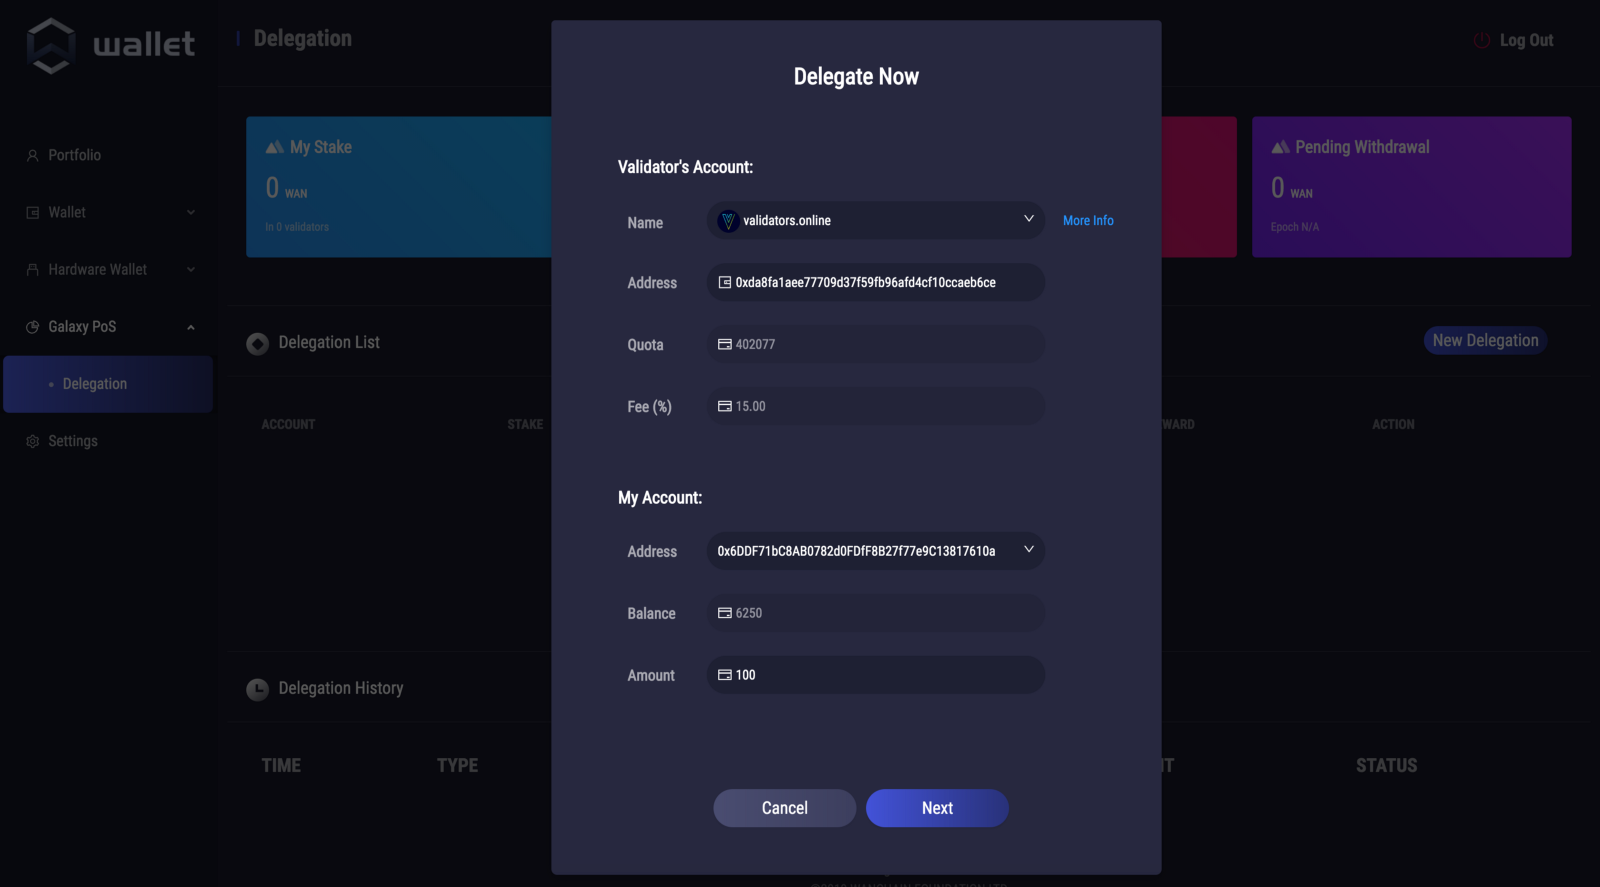 wallet
Delegation
Log Out
Portfolio
Wallet
Hardware Wallet
Galaxy PoS
Delegation
Settings
My Stake
0 WAN
In 0 validators
Pending Withdrawal
0 WAN
Epoch N/A
Delegation List
New Delegation
ACCOUNT
STAKE
WARD
ACTION
Delegation History
TIME
TYPE
STATUS
Delegate Now
Validator's Account:
Name
validators.online
More Info
Address
0xda8fa1aee77709d37f59fb96afd4cf10ccaeb6ce
Quota
402077
Fee (%)
15.00
My Account:
Address
0x6DDF71bC8AB0782d0FDfF8B27f77e9C13817610a
Balance
6250
Amount
100
Cancel
Next